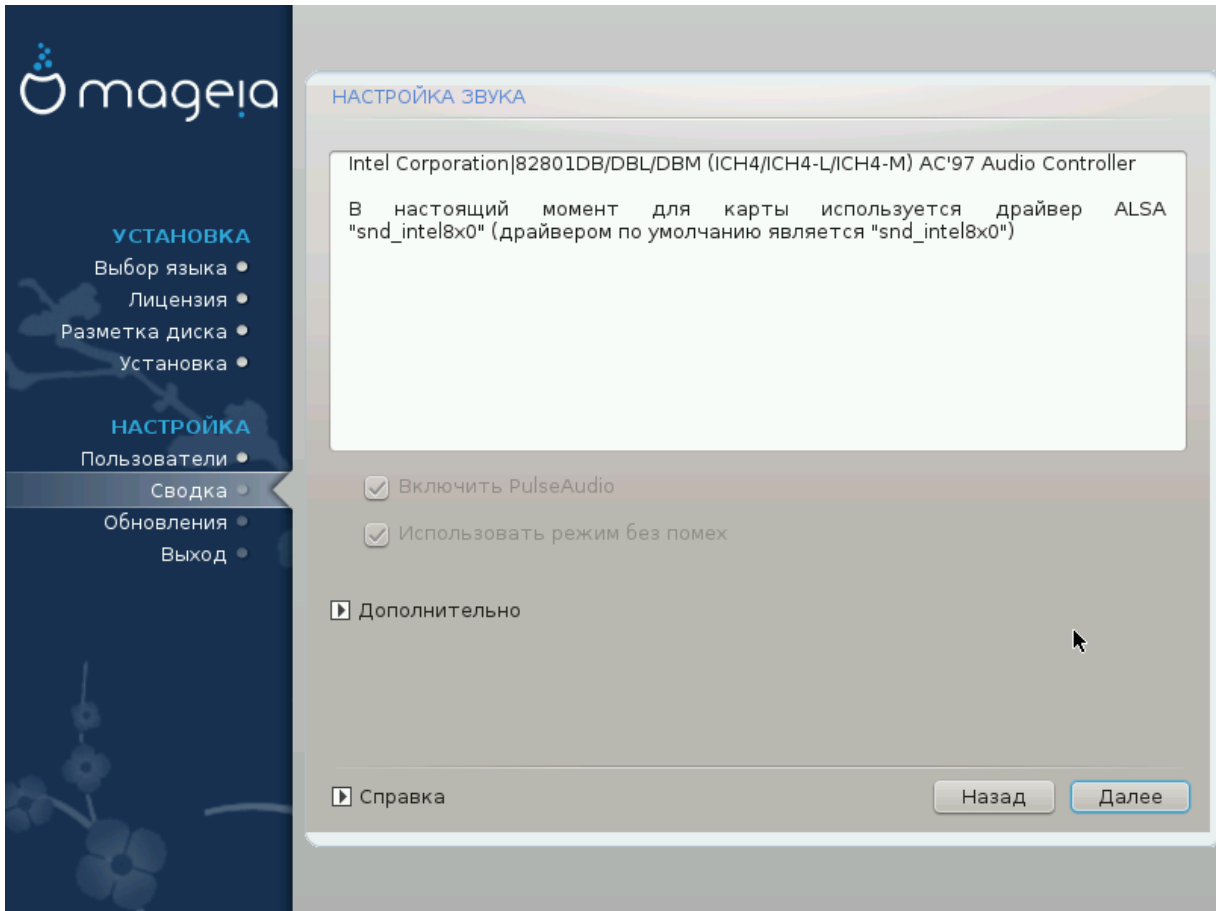 mageia
УСТАНОВКА
Выбор языка
Лицензия
Разметка диска
Установка
НАСТРОЙКА
Пользователи
Сводка
Обновления
Выход
НАСТРОЙКА ЗВУКА
Intel Corporation|82801DB/DBL/DBM (ICH4/ICH4-L/ICH4-M) AC'97 Audio Controller
В настоящий момент для карты используется драйвер ALSA
"snd_intel8x0" (драйвером по умолчанию является "snd_intel8x0")
Включить PulseAudio
Использовать режим без помех
Дополнительно
Справка
Назад
Далее